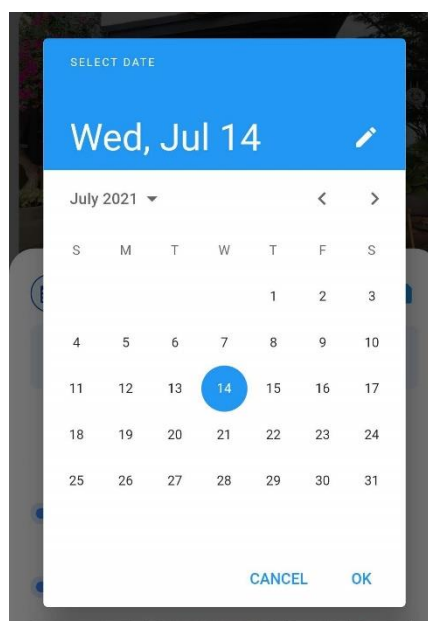 SELECT DATE
Wed, Jul 14
July 2021
S M T W T F S
1 2 3
4 5 6 7 8 9 10
11 12 13 14 15 16 17
18 19 20 21 22 23 24
25 26 27 28 29 30 31
CANCEL OK